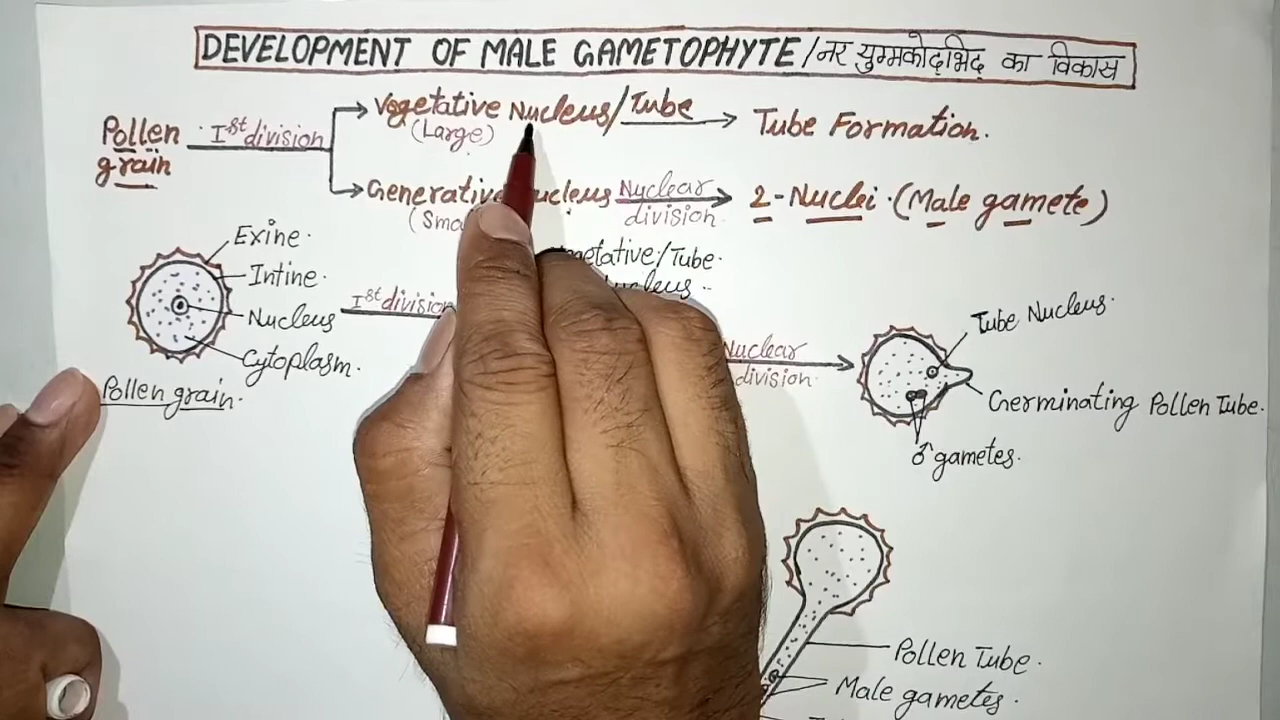 DEVELOPMENT OF MALE GAMETOPHYTE/नर युग्मकोद्भिद् का विकास
Pollen grain
Ist division
Vegetative Nucleus/Tube
(Large)
Tube Formation.
Generative Nucleus
Nuclear division
2-Nuclei (Male gamete)
Exine
Intine
Nucleus
Cytoplasm
Pollen grain
Ist division
/Tube
Nuclear division
Tube Nucleus
Germinating Pollen Tube
♂ gametes
Pollen Tube
Male gametes